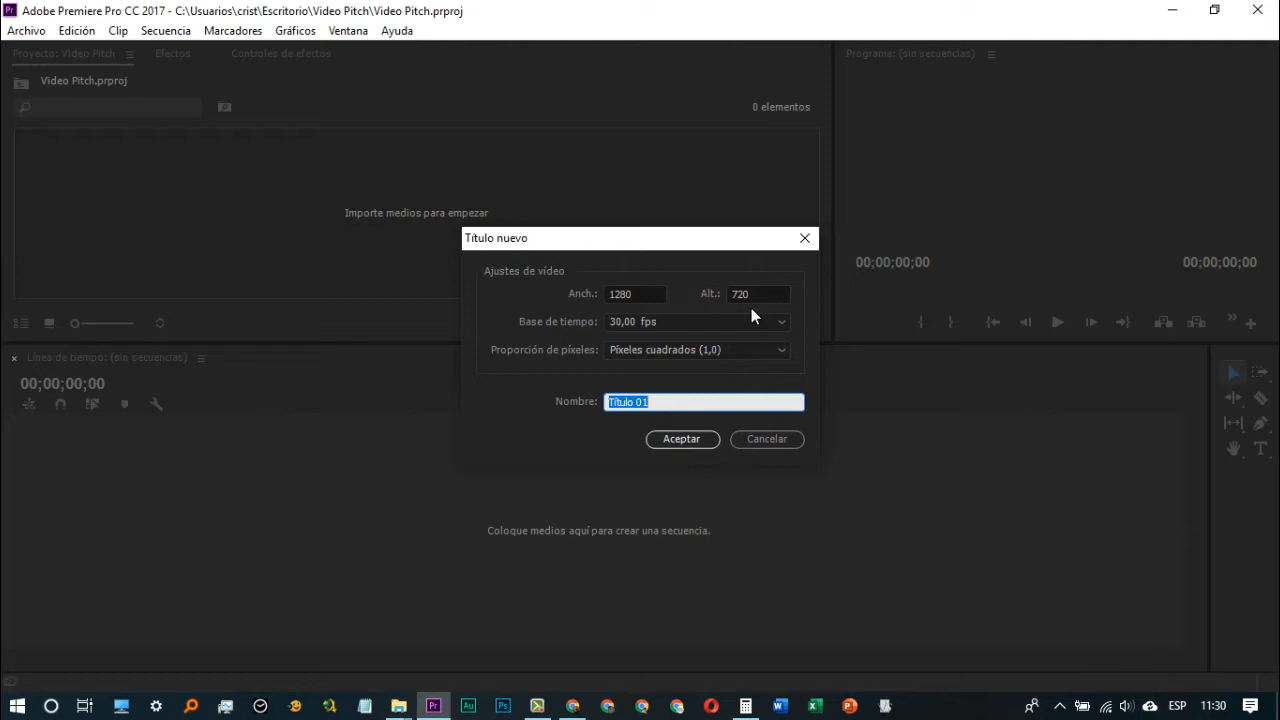 Adobe Premiere Pro CC 2017 - C:\Usuarios\crist\Escritorio\Video Pitch\Video Pitch.prproj
Archivo Edición Clip Secuencia Marcadores Gráficos Ventana Ayuda
Proyecto: Video Pitch Efectos Controles de efectos Programa: (sin secuencias)
Video Pitch.prproj
0 elementos
Importe medios para empezar
Título nuevo
Ajustes de vídeo
Anch.: 1280 Alt.: 720
Base de tiempo: 30,00 fps
Proporción de píxeles: Píxeles cuadrados (1,0)
Nombre: Título 01
Aceptar Cancelar
00;00;00;00 00;00;00;00
Línea de tiempo: (sin secuencias)
00;00;00;00
Coloque medios aquí para crear una secuencia.
ESP 11:30